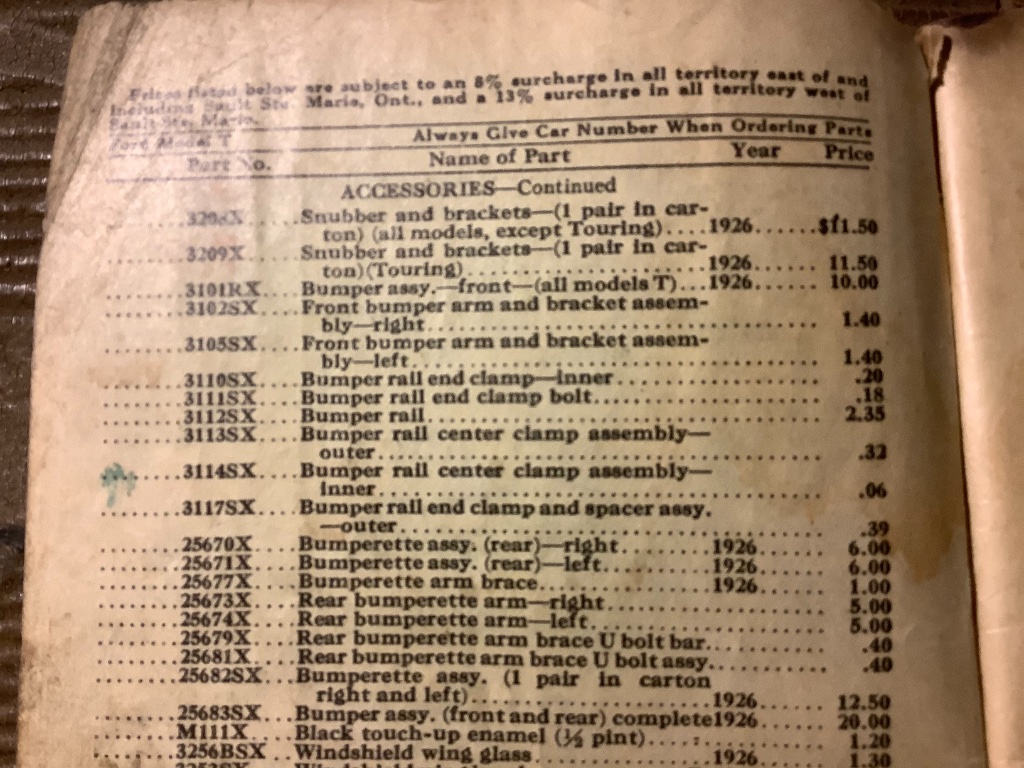 Prices listed below are subject to an 8% surcharge in all territory east of and
including Sault Ste. Marie, Ont., and a 13% surcharge in all territory west of
Sault Ste. Marie.
Ford Model T Always Give Car Number When Ordering Parts
Part No. Name of Part Year Price
ACCESSORIES—Continued
Snubber and brackets—(1 pair in car-
ton) (all models, except Touring)....1926......$11.50
........3209X....Snubber and brackets—(1 pair in car-
ton)(Touring)........................1926...... 11.50
........3101RX....Bumper assy.—front—(all models T)...1926...... 10.00
........3102SX....Front bumper arm and bracket assem-
bly—right........................................ 1.40
........3105SX....Front bumper arm and bracket assem-
bly—left......................................... 1.40
........3110SX....Bumper rail end clamp—inner..................... .20
........3111SX....Bumper rail end clamp bolt....................... .18
........3112SX....Bumper rail...................................... 2.35
........3113SX....Bumper rail center clamp assembly—
outer............................................ .32
........3114SX....Bumper rail center clamp assembly—
inner............................................ .06
........3117SX....Bumper rail end clamp and spacer assy.
—outer........................................... .39
........25670X....Bumperette assy. (rear)—right..........1926...... 6.00
........25671X....Bumperette assy. (rear)—left...........1926...... 6.00
........25677X....Bumperette arm brace...................1926...... 1.00
........25673X....Rear bumperette arm—right........................ 5.00
........25674X....Rear bumperette arm—left......................... 5.00
........25679X....Rear bumperette arm brace U bolt bar............. .40
........25681X....Rear bumperette arm brace U bolt assy............ .40
........25682SX...Bumperette assy. (1 pair in carton
right and left)........................1926...... 12.50
........25683SX...Bumper assy. (front and rear) complete1926...... 20.00
........M111X.....Black touch-up enamel (½ pint)................... 1.20
........3256BSX...Windshield wing glass..................1926...... 1.30